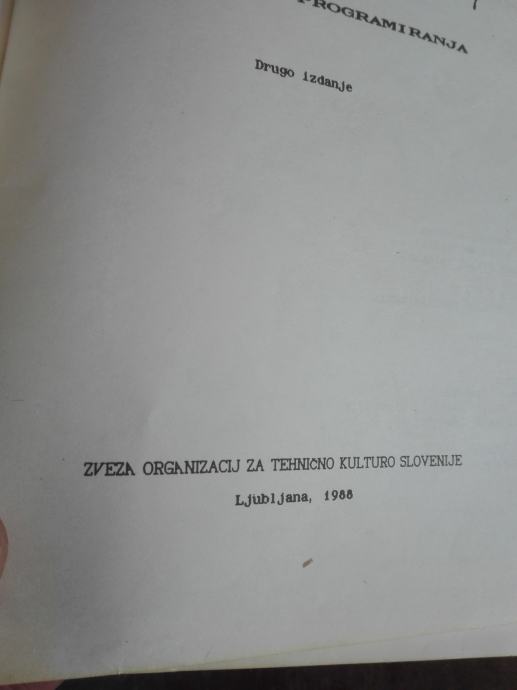 PROGRAMIRANJA
Drugo izdanje
ZVEZA ORGANIZACIJ ZA TEHNIČNO KULTURO SLOVENIJE
Ljubljana, 1988